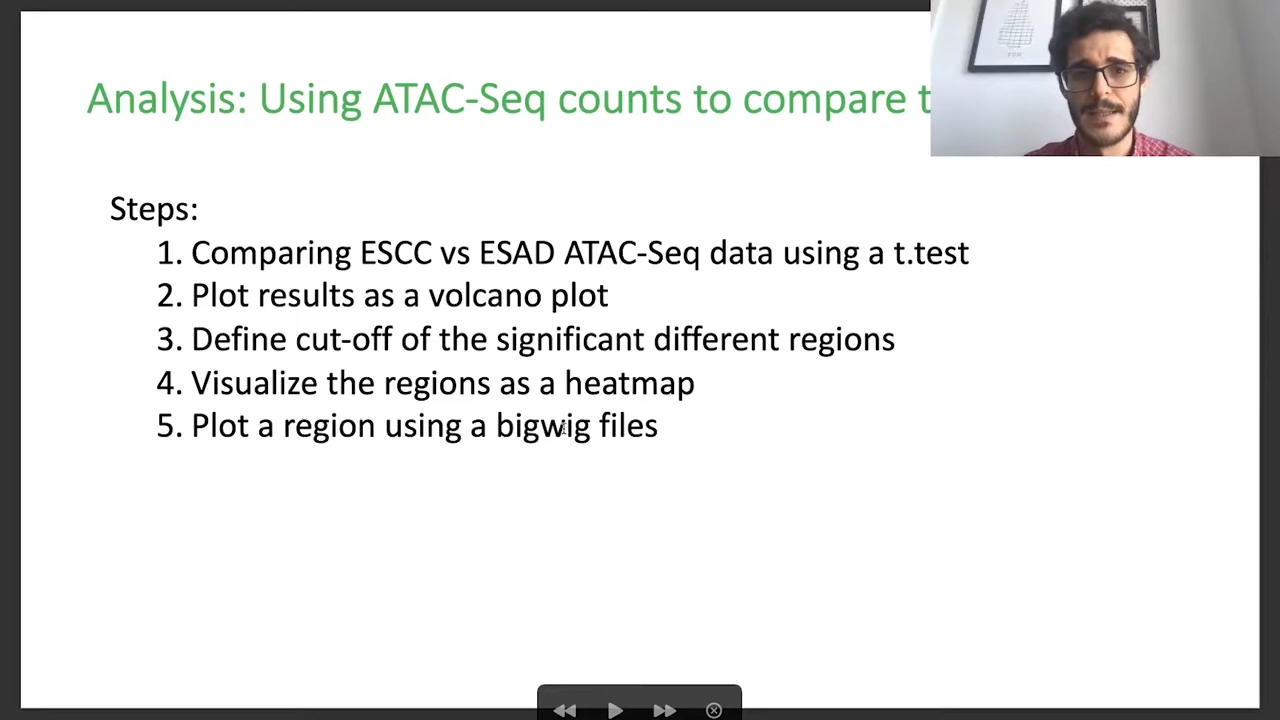 Analysis: Using ATAC-Seq counts to compare
Steps:
1. Comparing ESCC vs ESAD ATAC-Seq data using a t.test
2. Plot results as a volcano plot
3. Define cut-off of the significant different regions
4. Visualize the regions as a heatmap
5. Plot a region using a bigwig files